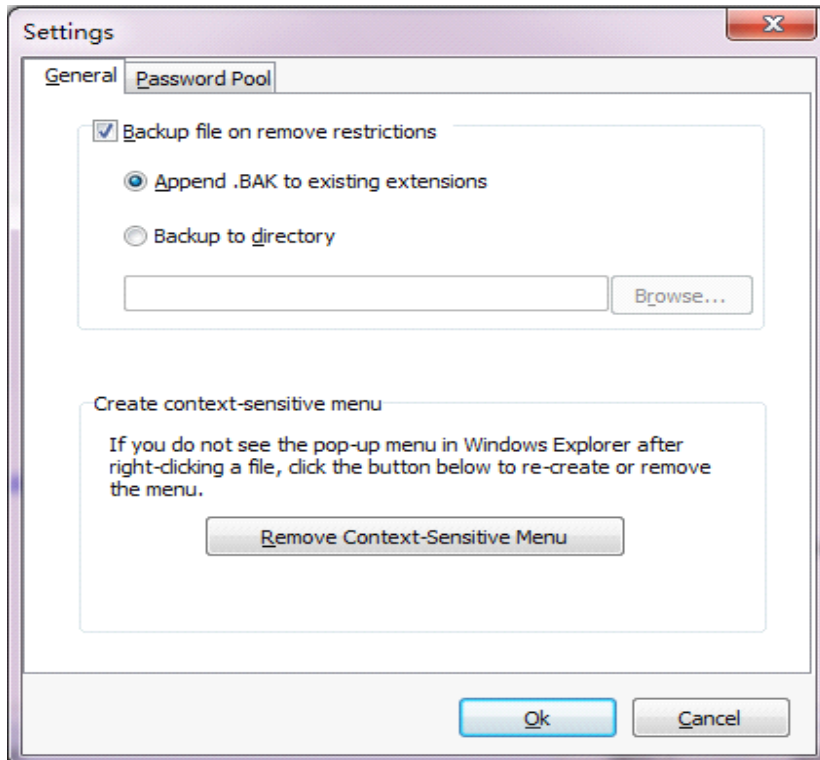 Settings
General
Password Pool
Backup file on remove restrictions
Append .BAK to existing extensions
Backup to directory
Browse...
Create context-sensitive menu
If you do not see the pop-up menu in Windows Explorer after
right-clicking a file, click the button below to re-create or remove
the menu.
Remove Context-Sensitive Menu
Ok
Cancel